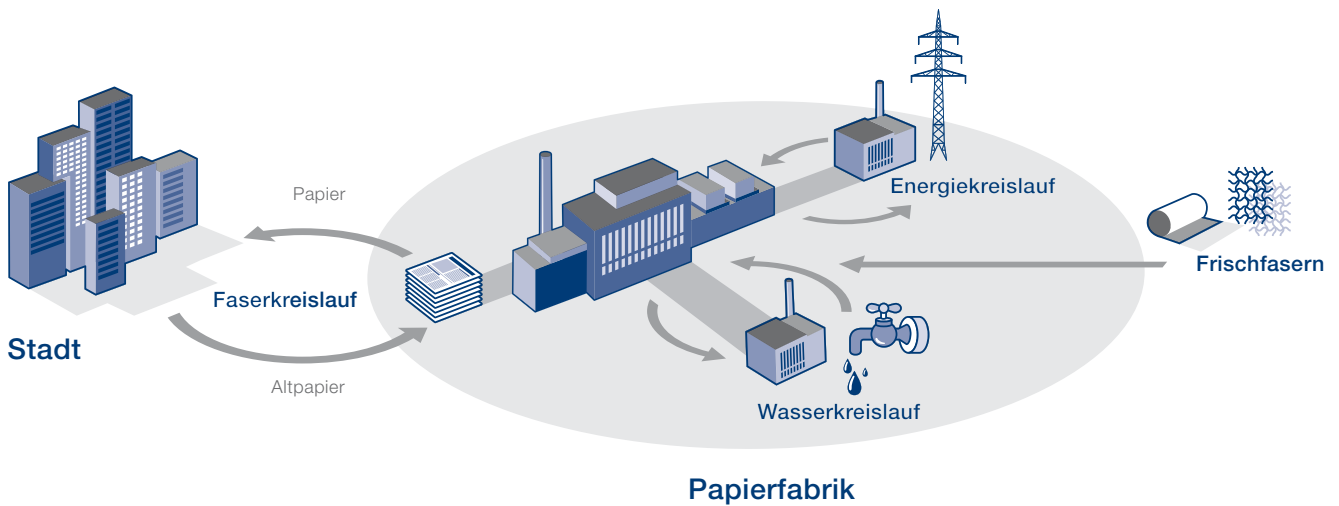 Energiekreislauf
Papier
Frischfasern
Faserkreislauf
Stadt
Altpapier
Wasserkreislauf
Papierfabrik